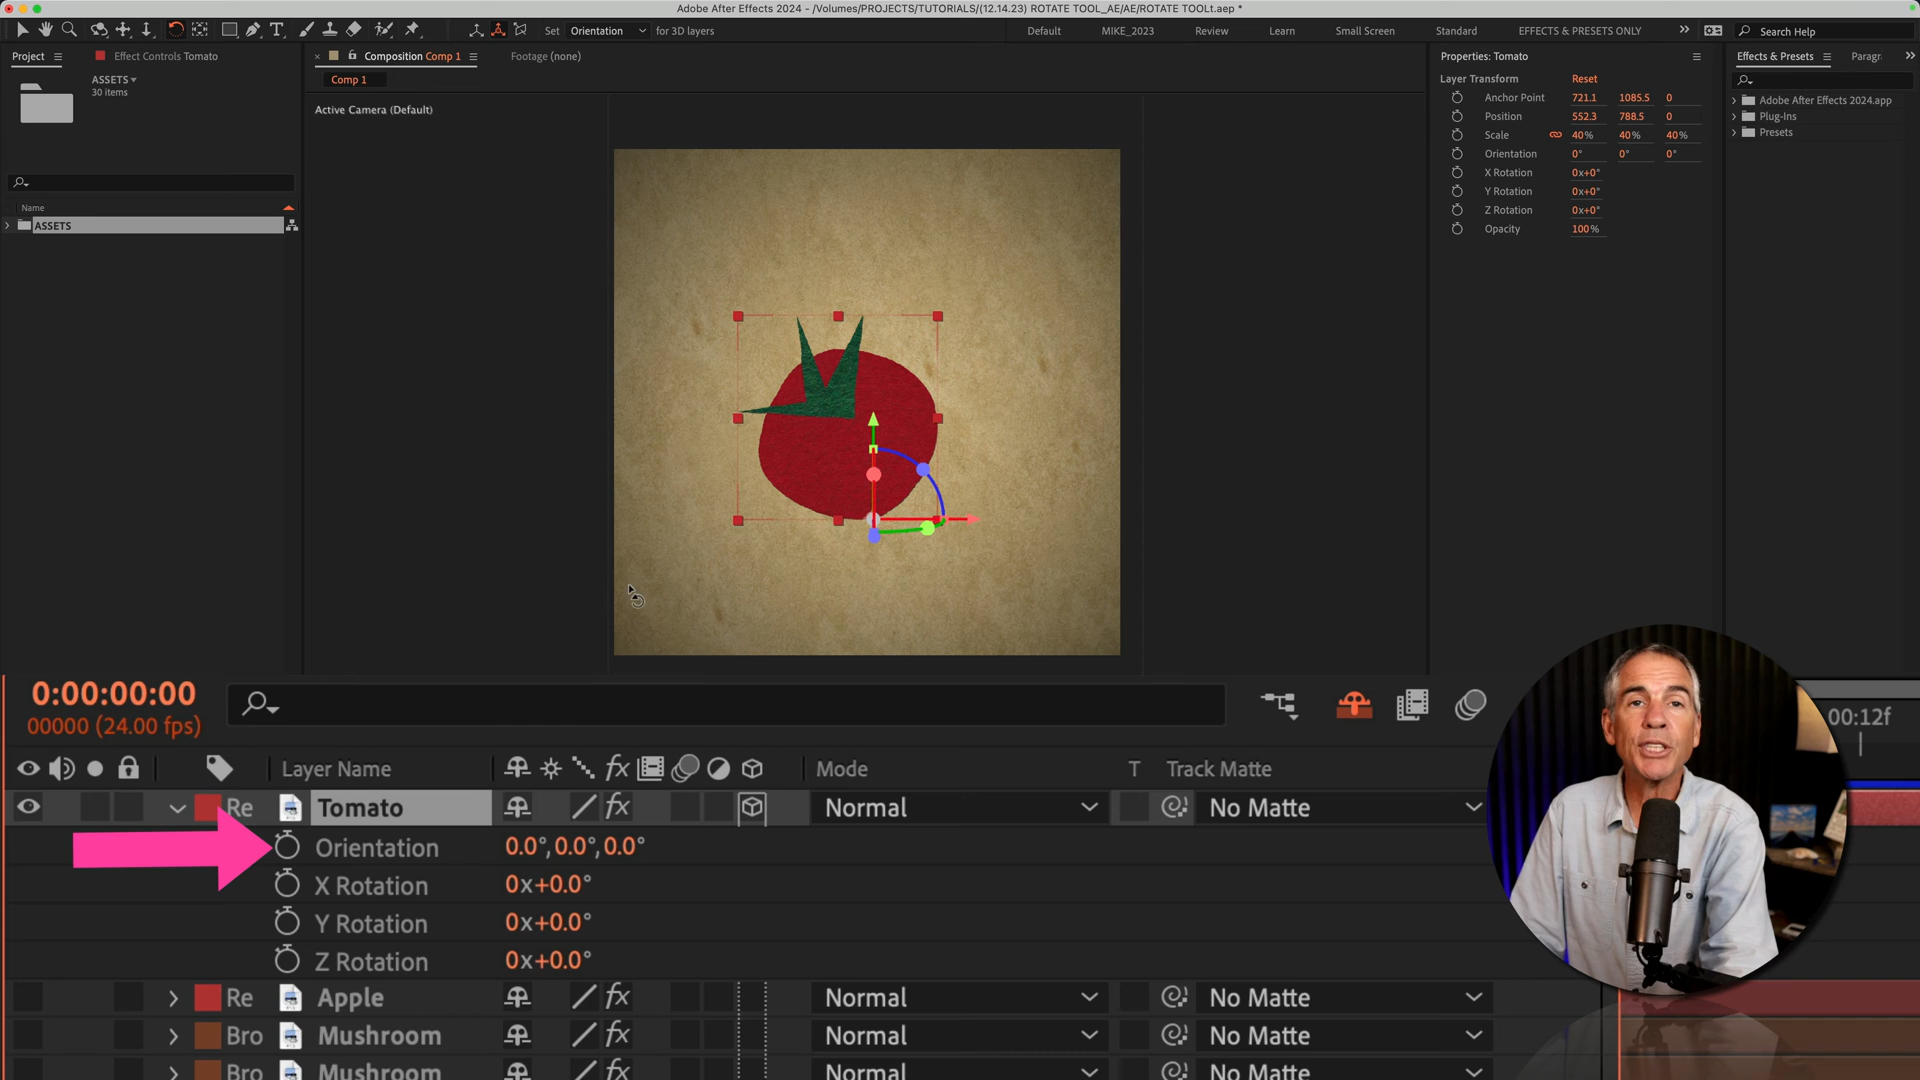 Adobe After Effects 2024 - /Volumes/PROJECTS/TUTORIALS/(12.14.23) ROTATE TOOL_AE/AE/ROTATE TOOLt.aep *
Set Orientation for 3D layers
Default MIKE_2023 Review Learn Small Screen Standard EFFECTS & PRESETS ONLY Search Help
Project Effect Controls Tomato
ASSETS
30 items
Name
ASSETS
Composition Comp 1 Footage (none)
Comp 1
Active Camera (Default)
Properties: Tomato
Layer Transform Reset
Anchor Point 721.1 1085.5 0
Position 552.3 788.5 0
Scale 40% 40% 40%
Orientation 0° 0° 0°
X Rotation 0x+0°
Y Rotation 0x+0°
Z Rotation 0x+0°
Opacity 100%
Effects & Presets Paragr
Adobe After Effects 2024.app
Plug-Ins
Presets
0:00:00:00
00000 (24.00 fps)
00:12f
Layer Name fx Mode T Track Matte
Re Tomato fx Normal No Matte
Orientation 0.0°,0.0°,0.0°
X Rotation 0x+0.0°
Y Rotation 0x+0.0°
Z Rotation 0x+0.0°
Re Apple fx Normal No Matte
Bro Mushroom fx Normal No Matte
Bro Mushroom fx Normal No Matte